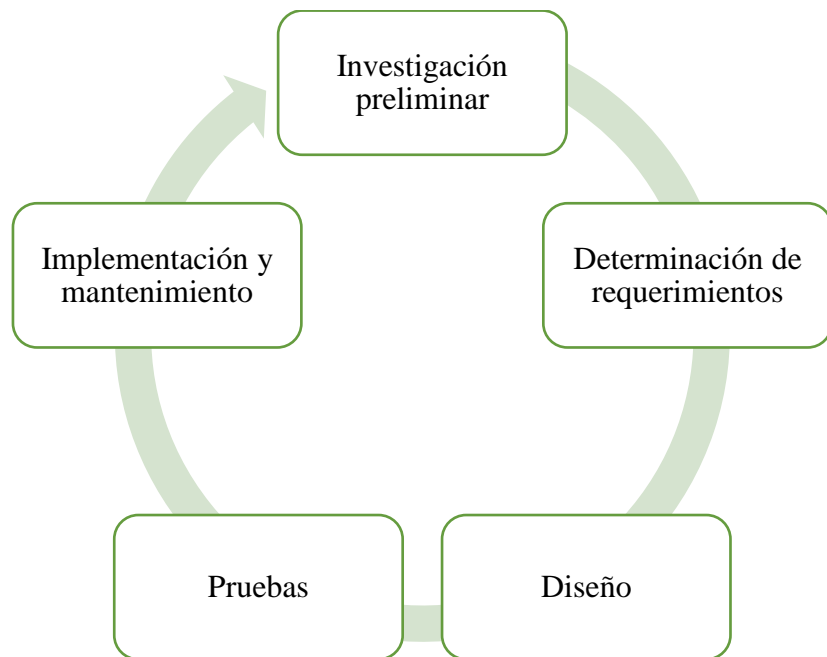 Investigación
preliminar
Determinación de
requerimientos
Diseño
Pruebas
Implementación y
mantenimiento